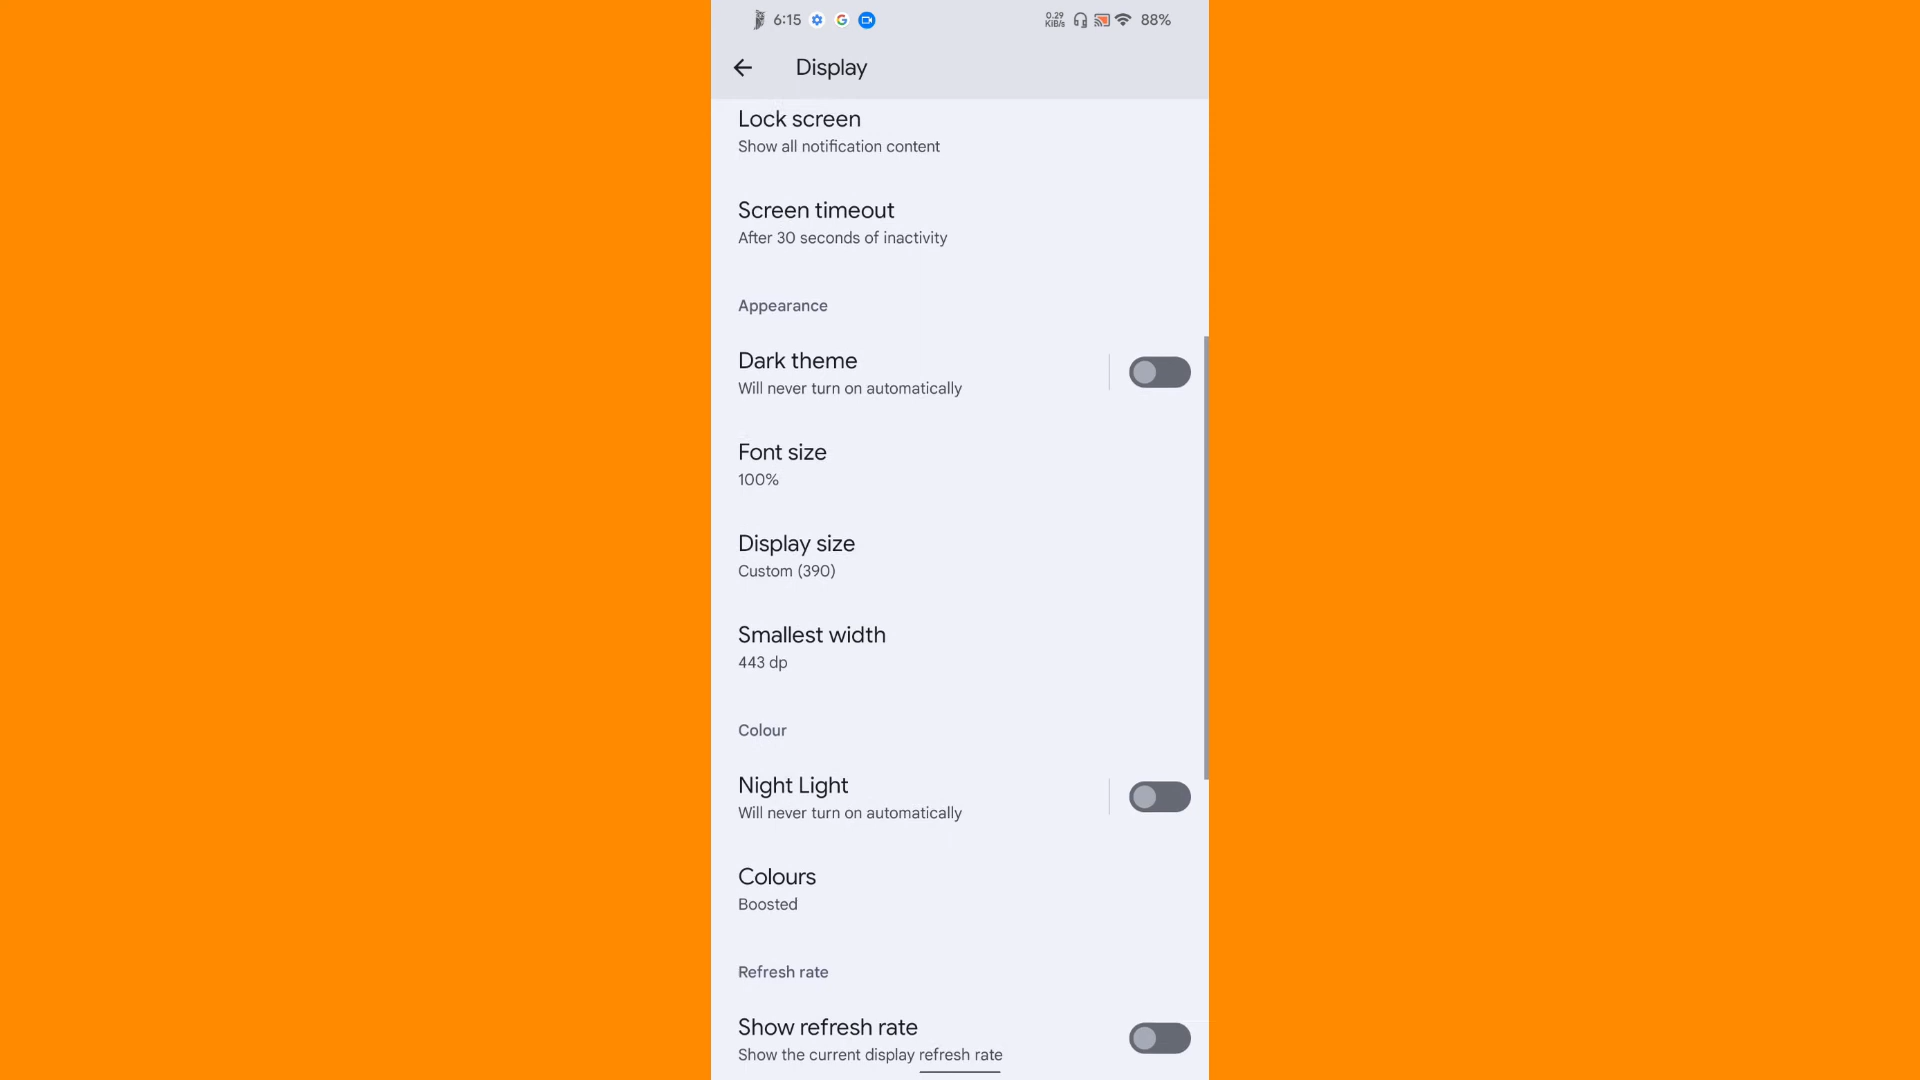 6:15
0.29 KiB/s
88%
Display
Lock screen
Show all notification content
Screen timeout
After 30 seconds of inactivity
Appearance
Dark theme
Will never turn on automatically
Font size
100%
Display size
Custom (390)
Smallest width
443 dp
Colour
Night Light
Will never turn on automatically
Colours
Boosted
Refresh rate
Show refresh rate
Show the current display refresh rate